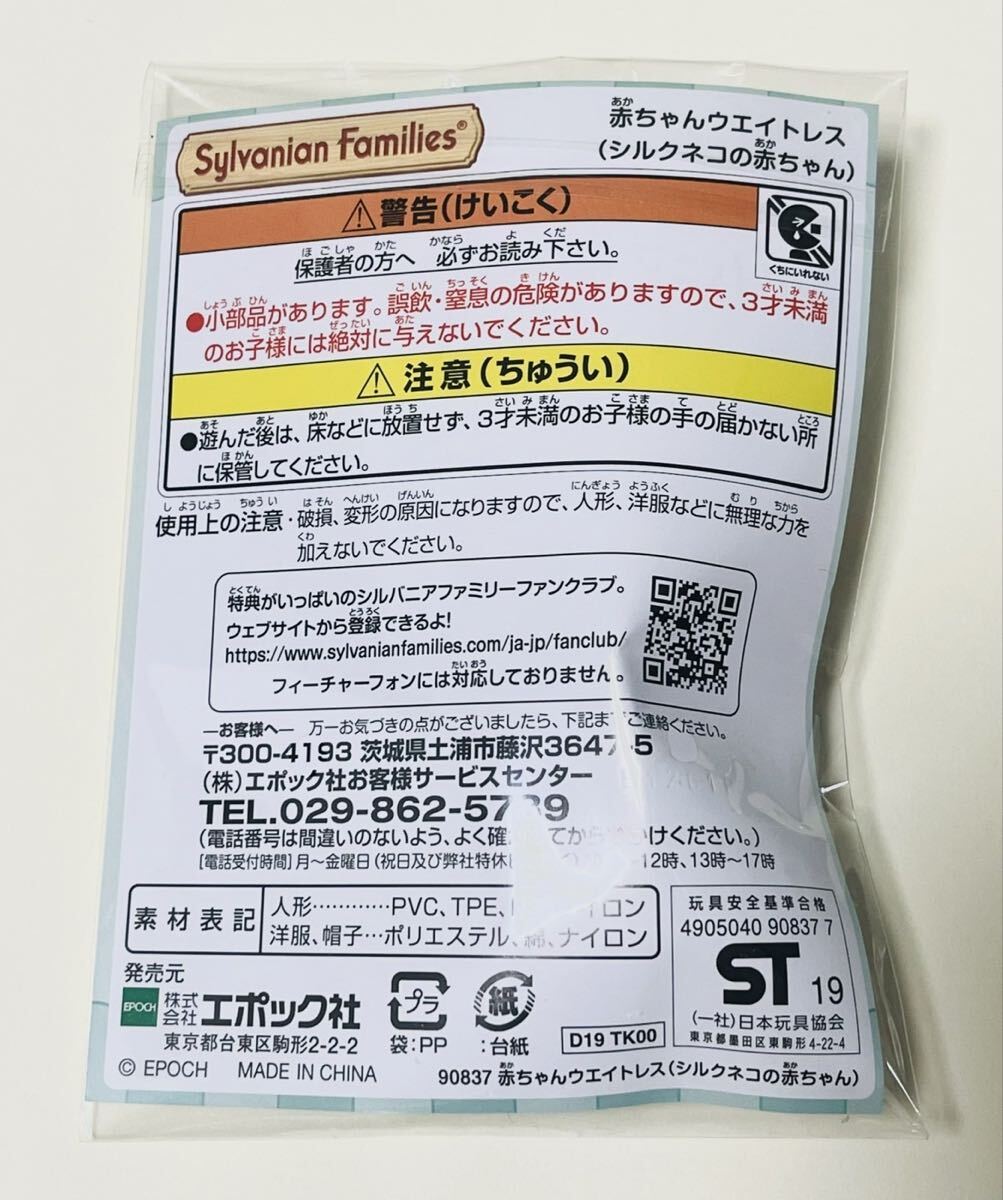 Sylvanian Families®
赤ちゃんウエイトレス
(シルクネコの赤ちゃん)
⚠警告(けいこく)
くちにいれない
保護者の方へ 必ずお読み下さい。
●小部品があります。誤飲・窒息の危険がありますので、3才未満
のお子様には絶対に与えないでください。
⚠注意(ちゅうい)
●遊んだ後は、床などに放置せず、3才未満のお子様の手の届かない所
に保管してください。
使用上の注意・破損、変形の原因になりますので、人形、洋服などに無理な力を
加えないでください。
特典がいっぱいのシルバニアファミリーファンクラブ。
ウェブサイトから登録できるよ!
https://www.sylvanianfamilies.com/ja-jp/fanclub/
フィーチャーフォンには対応しておりません。
―お客様へ― 万一お気づきの点がございましたら、下記までご連絡ください。
〒300-4193 茨城県土浦市藤沢3647-5
(株)エポック社お客様サービスセンター
TEL.029-862-57 9
(電話番号は間違いのないよう、よく確 てから かけください。)
[電話受付時間]月~金曜日(祝日及び弊社特休 12時、13時~17時
素材表記
人形…………PVC、TPE、 イロン
洋服、帽子…ポリエステル、綿、ナイロン
玩具安全基準合格
4905040 90837 7
ST 19
(一社)日本玩具協会
東京都墨田区東駒形4-22-4
発売元
EPOCH 株式会社エポック社
東京都台東区駒形2-2-2
プラ
袋:PP
紙
:台紙
D19 TK00
© EPOCH MADE IN CHINA
90837 赤ちゃんウエイトレス(シルクネコの赤ちゃん)